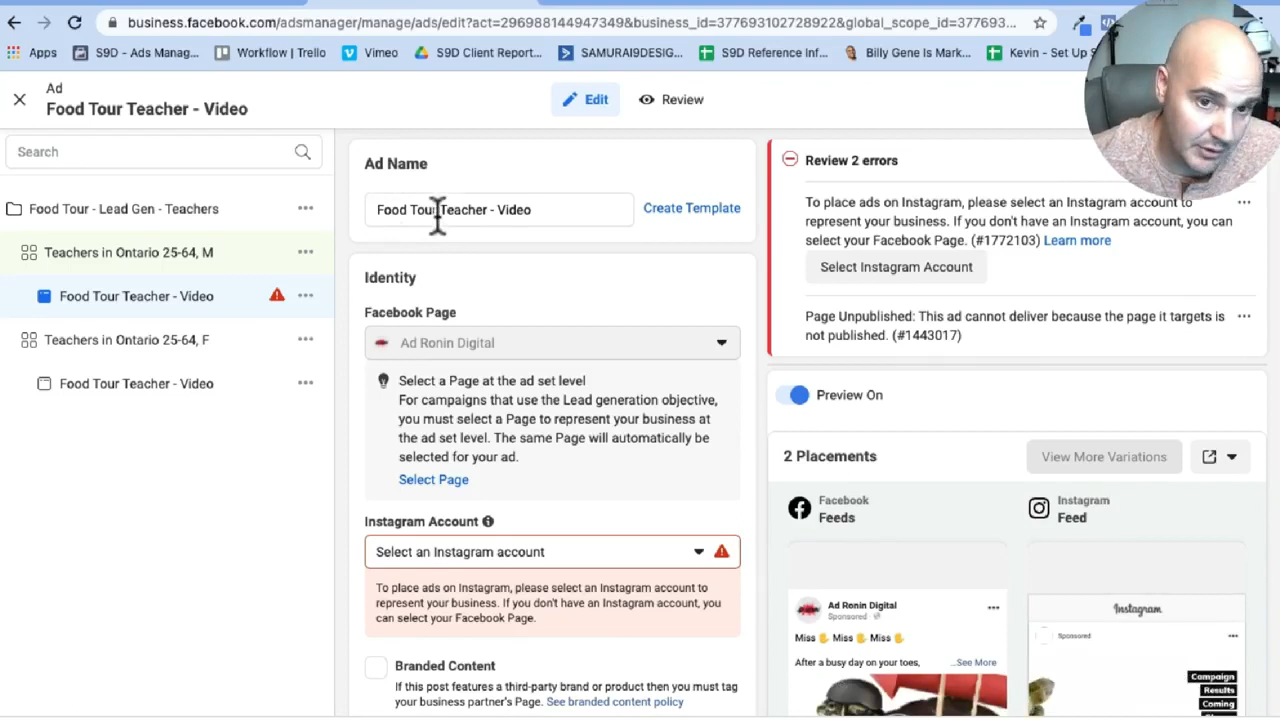 business.facebook.com/adsmanager/manage/ads/edit?act=296988144947349&business_id=377693102728922&global_scope_id=377693...
Apps
S9D - Ads Manag...
Workflow | Trello
Vimeo
S9D Client Report...
SAMURAI9DESIG...
S9D Reference Inf...
Billy Gene Is Mark...
Kevin - Set Up S
Ad
Food Tour Teacher - Video
Edit
Review
Search
Food Tour - Lead Gen - Teachers
Teachers in Ontario 25-64, M
Food Tour Teacher - Video
Teachers in Ontario 25-64, F
Food Tour Teacher - Video
Ad Name
Food Tour Teacher - Video
Create Template
Identity
Facebook Page
Ad Ronin Digital
Select a Page at the ad set level
For campaigns that use the Lead generation objective,
you must select a Page to represent your business at
the ad set level. The same Page will automatically be
selected for your ad.
Select Page
Instagram Account
Select an Instagram account
To place ads on Instagram, please select an Instagram account to
represent your business. If you don't have an Instagram account, you
can select your Facebook Page.
Branded Content
If this post features a third-party brand or product then you must tag
your business partner's Page. See branded content policy
Review 2 errors
To place ads on Instagram, please select an Instagram account to
represent your business. If you don't have an Instagram account, you can
select your Facebook Page. (#1772103) Learn more
Select Instagram Account
Page Unpublished: This ad cannot deliver because the page it targets is
not published. (#1443017)
Preview On
2 Placements
View More Variations
Facebook
Feeds
Instagram
Feed
Ad Ronin Digital
Sponsored
Miss 🖐 Miss 🖐 Miss 🖐
After a busy day on your toes, ...See More
Instagram
Sponsored
Campaign
Results
Coming